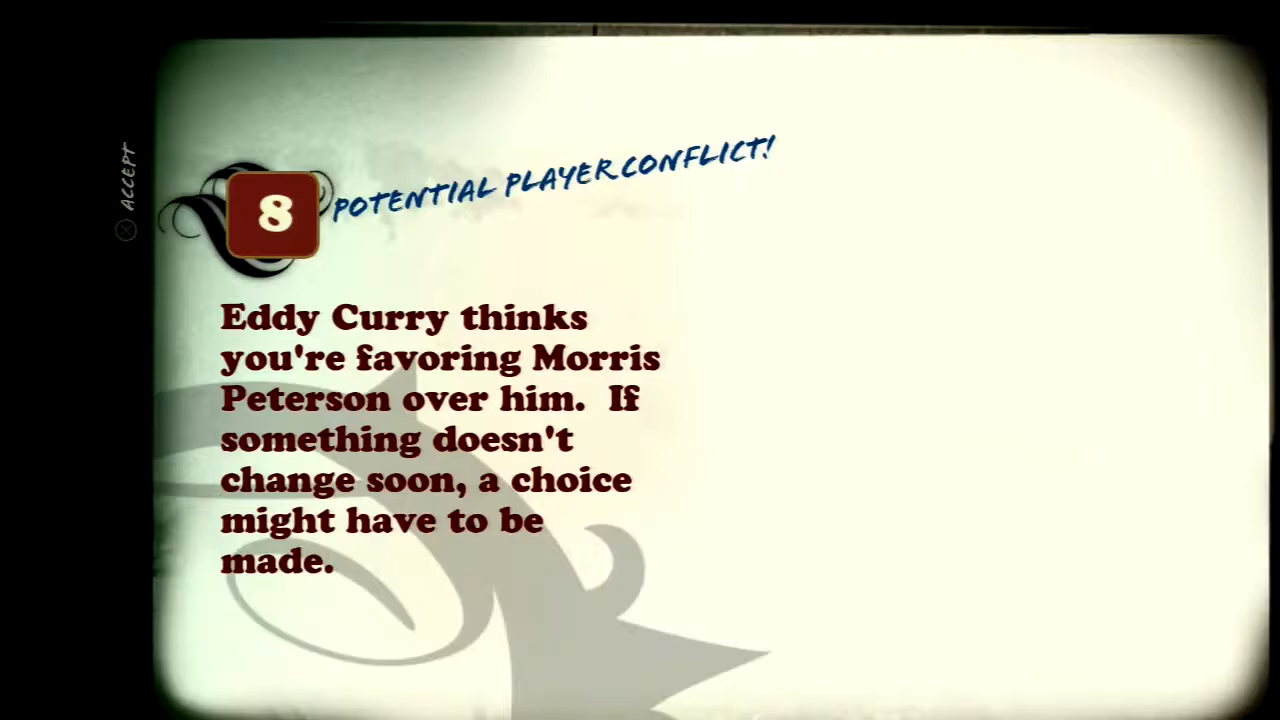 ACCEPT
8
POTENTIAL PLAYER CONFLICT!
Eddy Curry thinks
you're favoring Morris
Peterson over him.  If
something doesn't
change soon, a choice
might have to be
made.